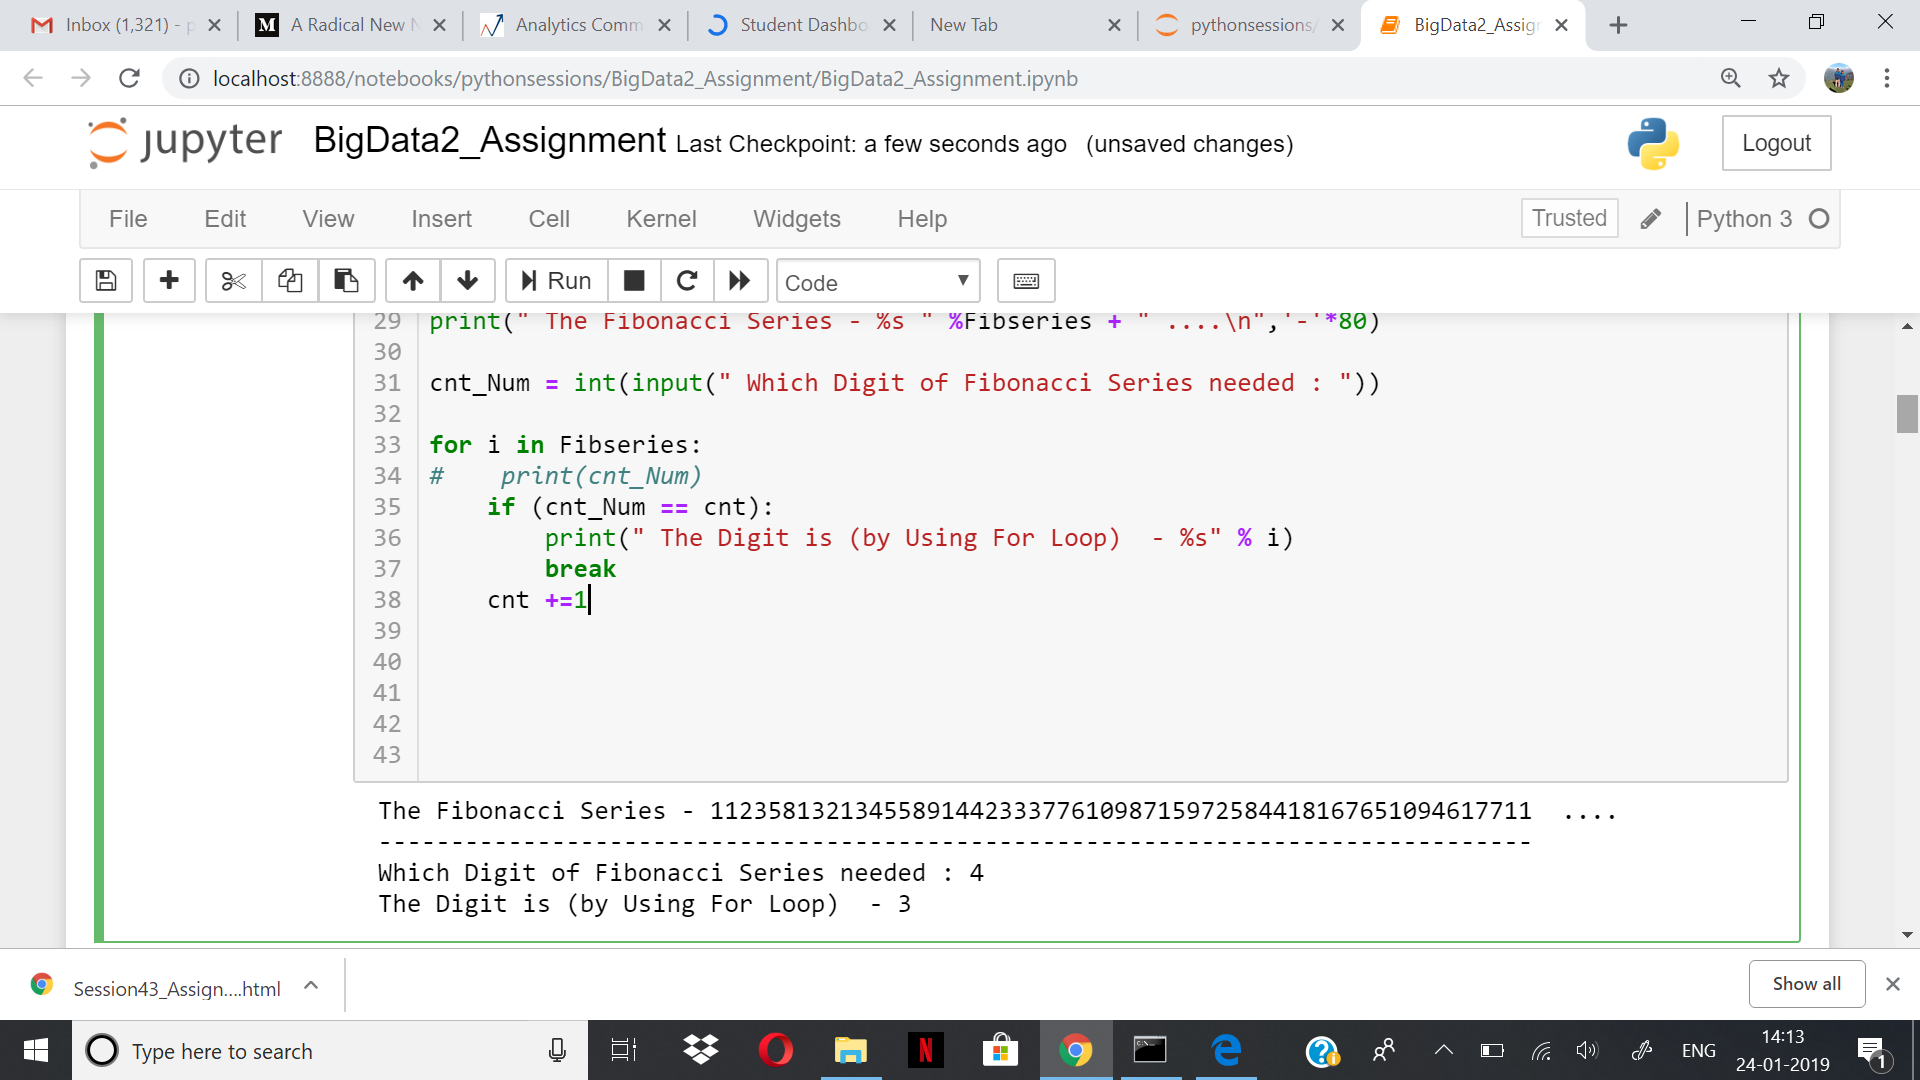 Inbox (1,321) - p
A Radical New N
Analytics Comm
Student Dashbo
New Tab
pythonsessions/
BigData2_Assign
localhost:8888/notebooks/pythonsessions/BigData2_Assignment/BigData2_Assignment.ipynb
jupyter BigData2_Assignment Last Checkpoint: a few seconds ago (unsaved changes)
Logout
File Edit View Insert Cell Kernel Widgets Help
Trusted
Python 3
Run
Code
29 print(" The Fibonacci Series - %s " %Fibseries + " ....\n",'-'*80)
30
31 cnt_Num = int(input(" Which Digit of Fibonacci Series needed : "))
32
33 for i in Fibseries:
34 #    print(cnt_Num)
35     if (cnt_Num == cnt):
36         print(" The Digit is (by Using For Loop)  - %s" % i)
37         break
38     cnt +=1
39
40
41
42
43
The Fibonacci Series - 112358132134558914423337761098715972584418167651094617711  ....
--------------------------------------------------------------------------------
Which Digit of Fibonacci Series needed : 4
The Digit is (by Using For Loop)  - 3
Session43_Assign....html
Show all
Type here to search
ENG
14:13
24-01-2019
1